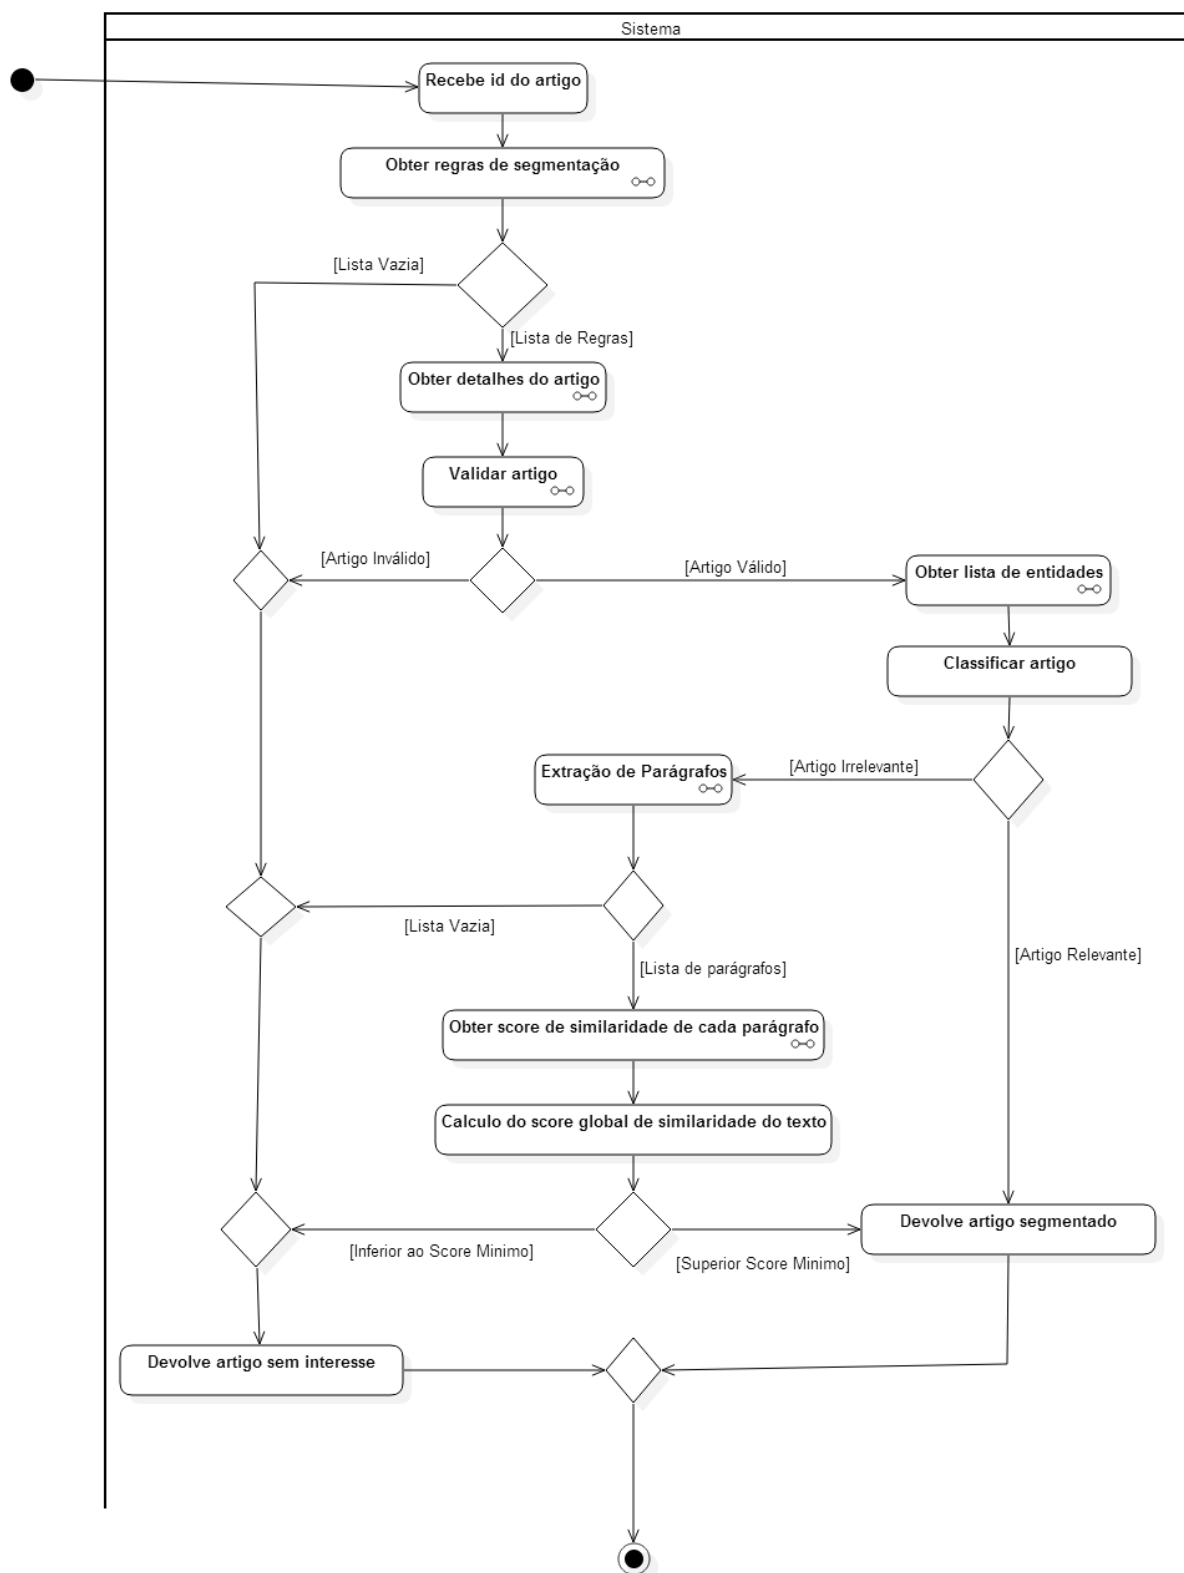 Sistema
Recebe id do artigo
Obter regras de segmentação
[Lista Vazia]
[Lista de Regras]
Obter detalhes do artigo
Validar artigo
[Artigo Inválido]
[Artigo Válido]
Obter lista de entidades
Classificar artigo
[Artigo Irrelevante]
Extração de Parágrafos
[Lista Vazia]
[Artigo Relevante]
[Lista de parágrafos]
Obter score de similaridade de cada parágrafo
Calculo do score global de similaridade do texto
Devolve artigo segmentado
[Inferior ao Score Minimo]
[Superior Score Minimo]
Devolve artigo sem interesse